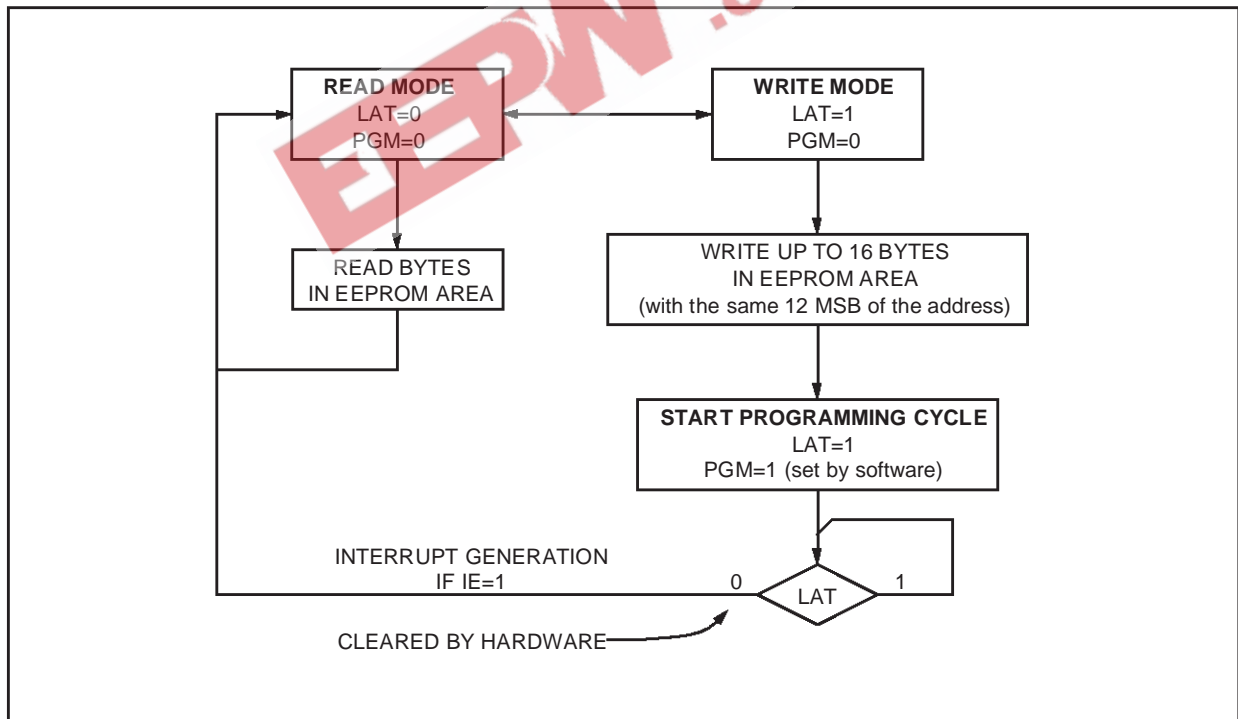 EEPW
READ MODE
LAT=0
PGM=0
WRITE MODE
LAT=1
PGM=0
READ BYTES
IN EEPROM AREA
WRITE UP TO 16 BYTES
IN EEPROM AREA
(with the same 12 MSB of the address)
START PROGRAMMING CYCLE
LAT=1
PGM=1 (set by software)
INTERRUPT GENERATION
IF IE=1
0
LAT
1
CLEARED BY HARDWARE